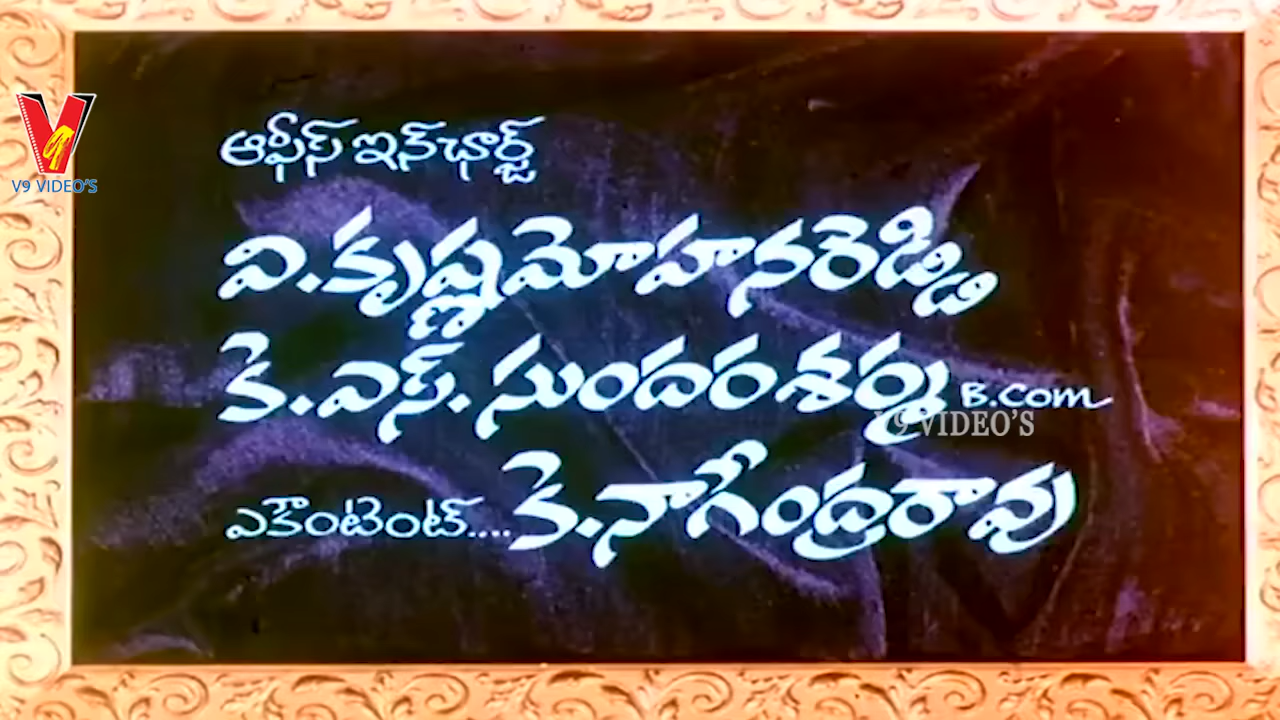 ఆఫీస్ ఇన్‌ఛార్జ్
వి.కృష్ణమోహనరెడ్డి
కె.ఎస్.సుందరంశర్మ B.Com
ఎకౌంటెంట్....కె.నాగేంద్రరావు
V9 VIDEO'S
V9 VIDEO'S